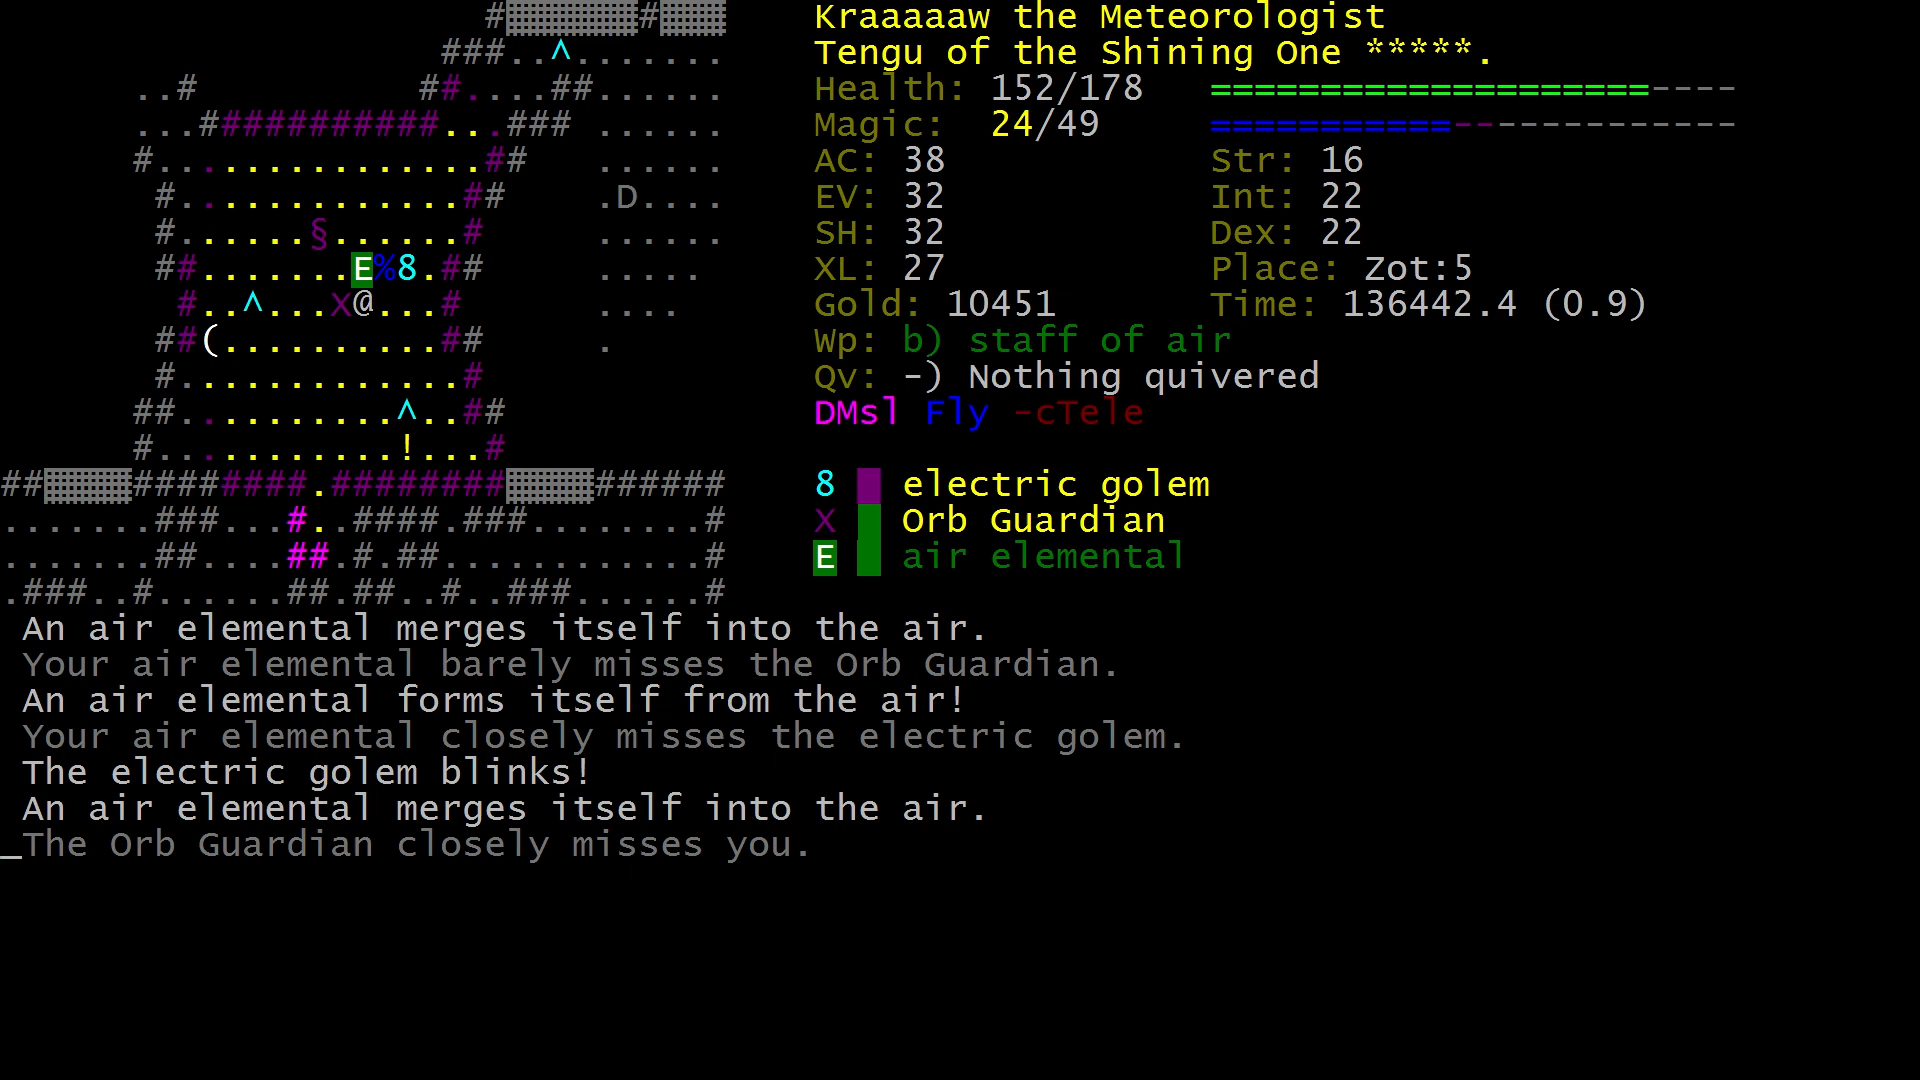 #▓▓▓▓▓▓#▓▓▓ Kraaaaaw the Meteorologist
###..^....... Tengu of the Shining One *****.
..# ##....##...... Health: 152/178 ====================----
...###########.....### ...... Magic: 24/49 ===========-------------
#...............## ...... AC: 38 Str: 16
#.............## .D.... EV: 32 Int: 22
#......§......# ...... SH: 32 Dex: 22
##.......E%8.## ..... XL: 27 Place: Zot:5
#..^...X@...# .... Gold: 10451 Time: 136442.4 (0.9)
##(..........## . Wp: b) staff of air
#.............# Qv: -) Nothing quivered
##..........^..## DMsl Fly -cTele
#...........!...#
##▓▓▓▓########.########▓▓▓▓###### 8 electric golem
.......###...#..####.###........# X Orb Guardian
.......##....##.#.##............# E air elemental
.###..#......##.##..#..###......#
An air elemental merges itself into the air.
Your air elemental barely misses the Orb Guardian.
An air elemental forms itself from the air!
Your air elemental closely misses the electric golem.
The electric golem blinks!
An air elemental merges itself into the air.
_The Orb Guardian closely misses you.